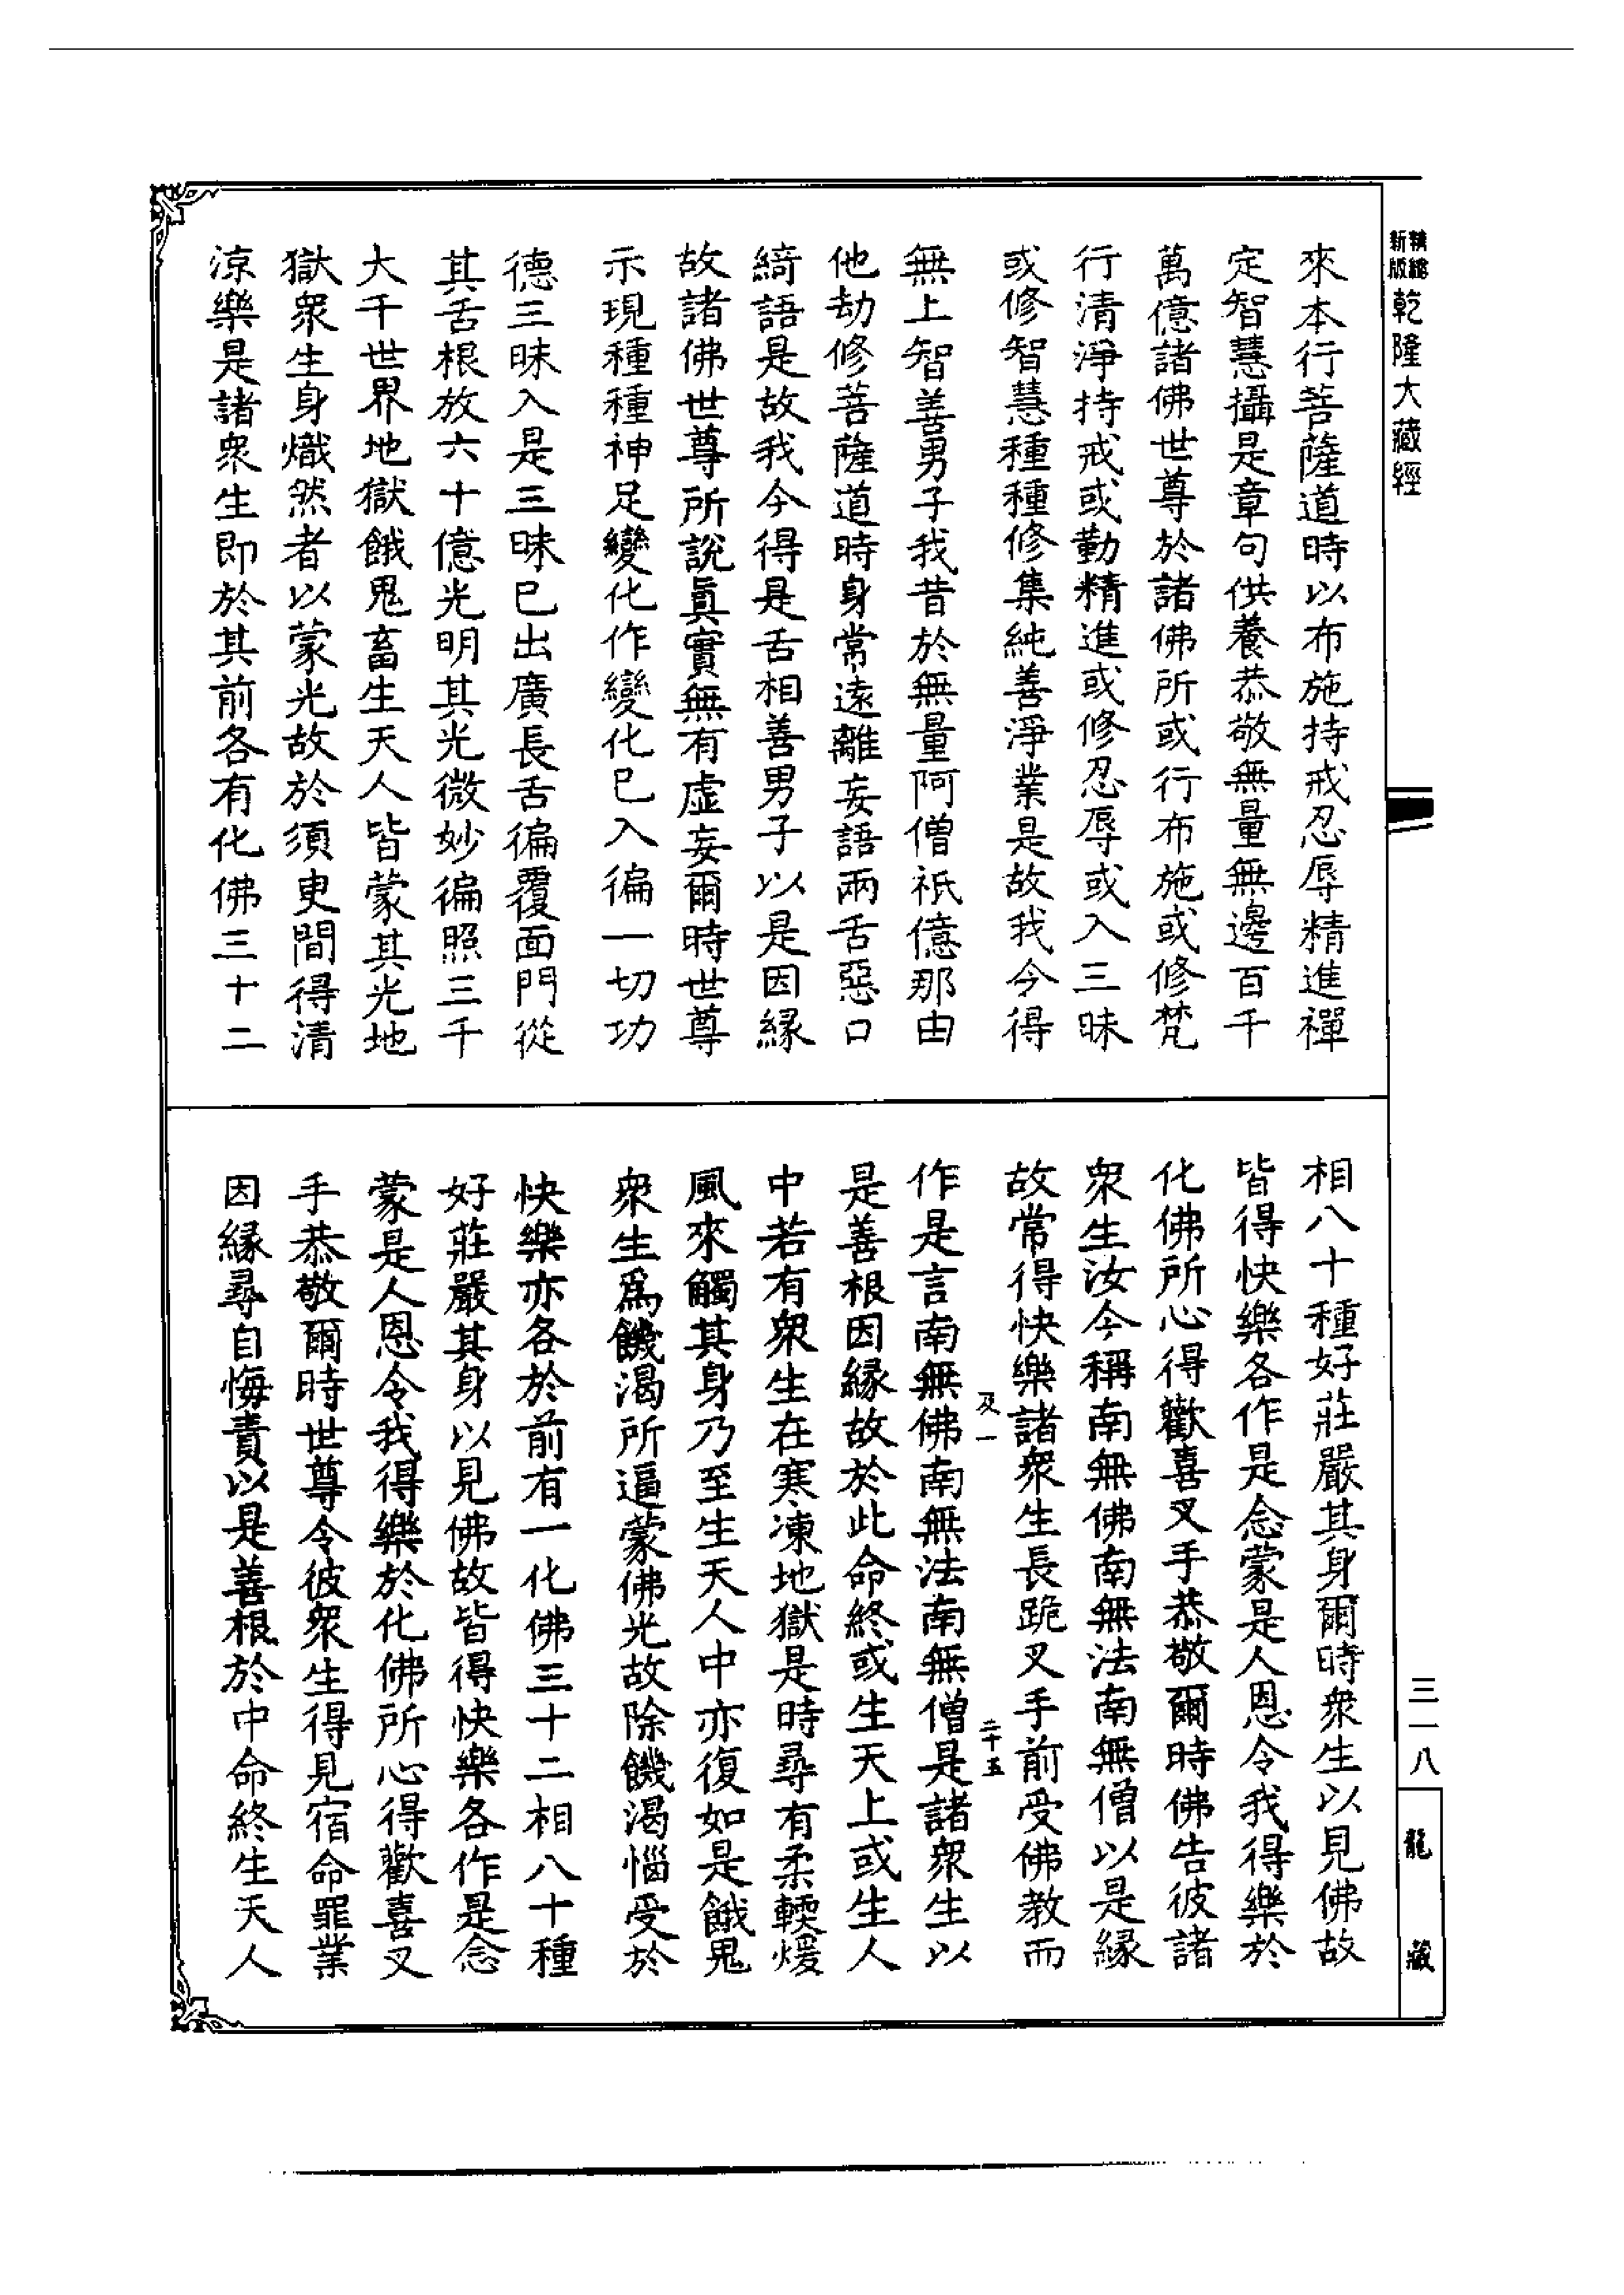 精縮新版乾隆大藏經
來本行菩薩道時以布施持戒忍辱精進禪
定智慧攝是章句供養恭敬無量無邊百千
萬億諸佛世尊於諸佛所或行布施或修梵
行清淨持戒或勤精進或修忍辱或入三昧
或修智慧種種修集純善淨業是故我今得
無上智善男子我昔於無量阿僧祇億那由
他劫修菩薩道時身常遠離妄語兩舌惡口
綺語是故我今得是舌相善男子以是因緣
故諸佛世尊所說眞實無有虛妄爾時世尊
示現種種神足變化作變化已入徧一切功
德三昧入是三昧已出廣長舌徧覆面門從
其舌根放六十億光明其光微妙徧照三千
大千世界地獄餓鬼畜生天人皆蒙其光地
獄衆生身熾然者以蒙光故於須臾間得清
涼樂是諸衆生即於其前各有化佛三十二
相八十種好莊嚴其身爾時衆生以見佛故
皆得快樂各作是念蒙是人恩令我得樂於
化佛所心得歡喜叉手恭敬爾時佛告彼諸
衆生汝今稱南無佛南無法南無僧以是緣
故常得快樂諸衆生長跪叉手前受佛教而
及一
二十五
作是言南無佛南無法南無僧是諸衆生以
是善根因緣故於此命終或生天上或生人
中若有衆生在寒凍地獄是時尋有柔輭煖
風來觸其身乃至生天人中亦復如是餓鬼
衆生爲饑渴所逼蒙佛光故除饑渴惱受於
快樂亦各於前有一化佛三十二相八十種
好莊嚴其身以見佛故皆得快樂各作是念
蒙是人恩令我得樂於化佛所心得歡喜叉
手恭敬爾時世尊令彼衆生得見宿命罪業
因緣尋自悔責以是善根於中命終生天人
三一八
龍藏